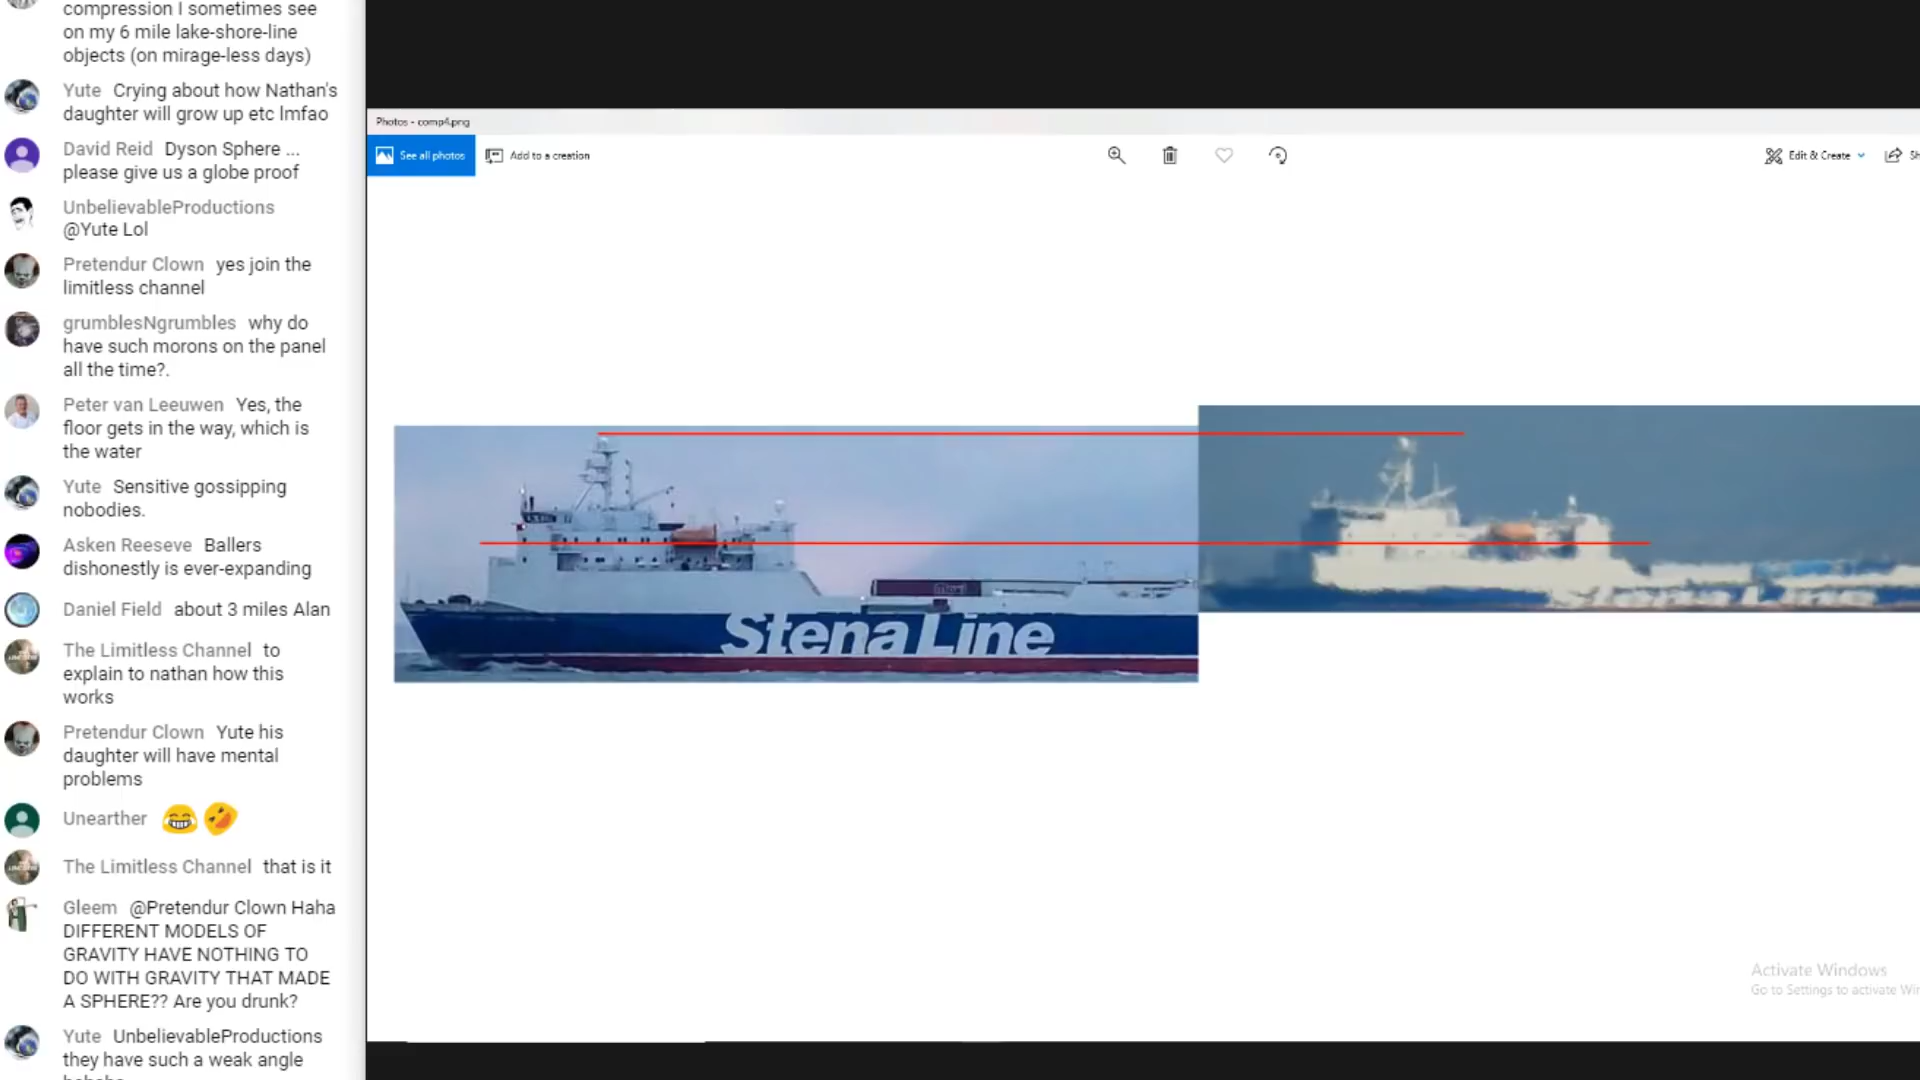 compression I sometimes see
on my 6 mile lake-shore-line
objects (on mirage-less days)
Yute Crying about how Nathan's
daughter will grow up etc lmfao
David Reid Dyson Sphere ...
please give us a globe proof
UnbelievableProductions
@Yute Lol
Pretendur Clown yes join the
limitless channel
grumblesNgrumbles why do
have such morons on the panel
all the time?.
Peter van Leeuwen Yes, the
floor gets in the way, which is
the water
Yute Sensitive gossipping
nobodies.
Asken Reeseve Ballers
dishonestly is ever-expanding
Daniel Field about 3 miles Alan
The Limitless Channel to
explain to nathan how this
works
Pretendur Clown Yute his
daughter will have mental
problems
Unearther 😂🤣
The Limitless Channel that is it
Gleem @Pretendur Clown Haha
DIFFERENT MODELS OF
GRAVITY HAVE NOTHING TO
DO WITH GRAVITY THAT MADE
A SPHERE?? Are you drunk?
Yute UnbelievableProductions
they have such a weak angle
Photos - comp4.png
See all photos
Add to a creation
Edit & Create
Sh
Stena Line
Activate Windows
Go to Settings to activate Win